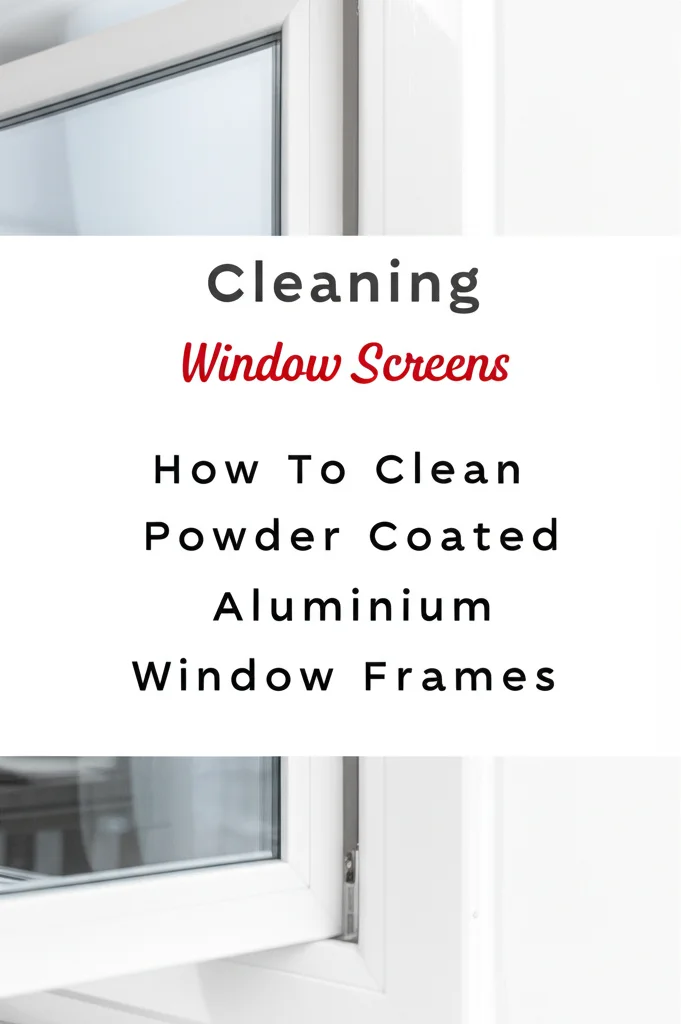 Cleaning
Window Screens
How To Clean
Powder Coated
Aluminium
Window Frames